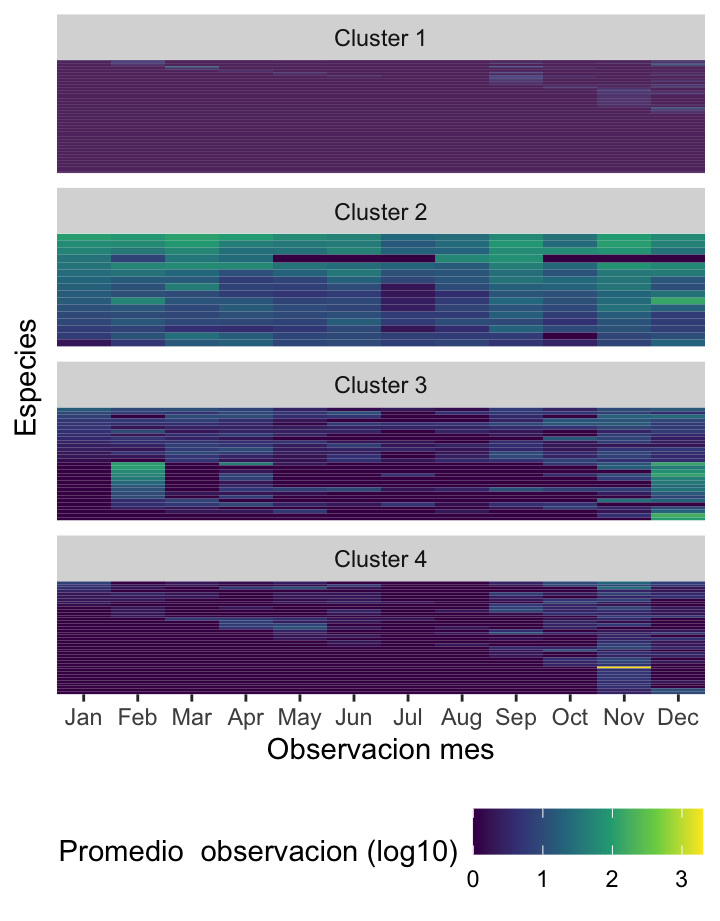 Cluster 1
Cluster 2
Cluster 3
Cluster 4
Especies
Jan Feb Mar Apr May Jun Jul Aug Sep Oct Nov Dec
Observacion mes
Promedio  observacion (log10)
0 1 2 3